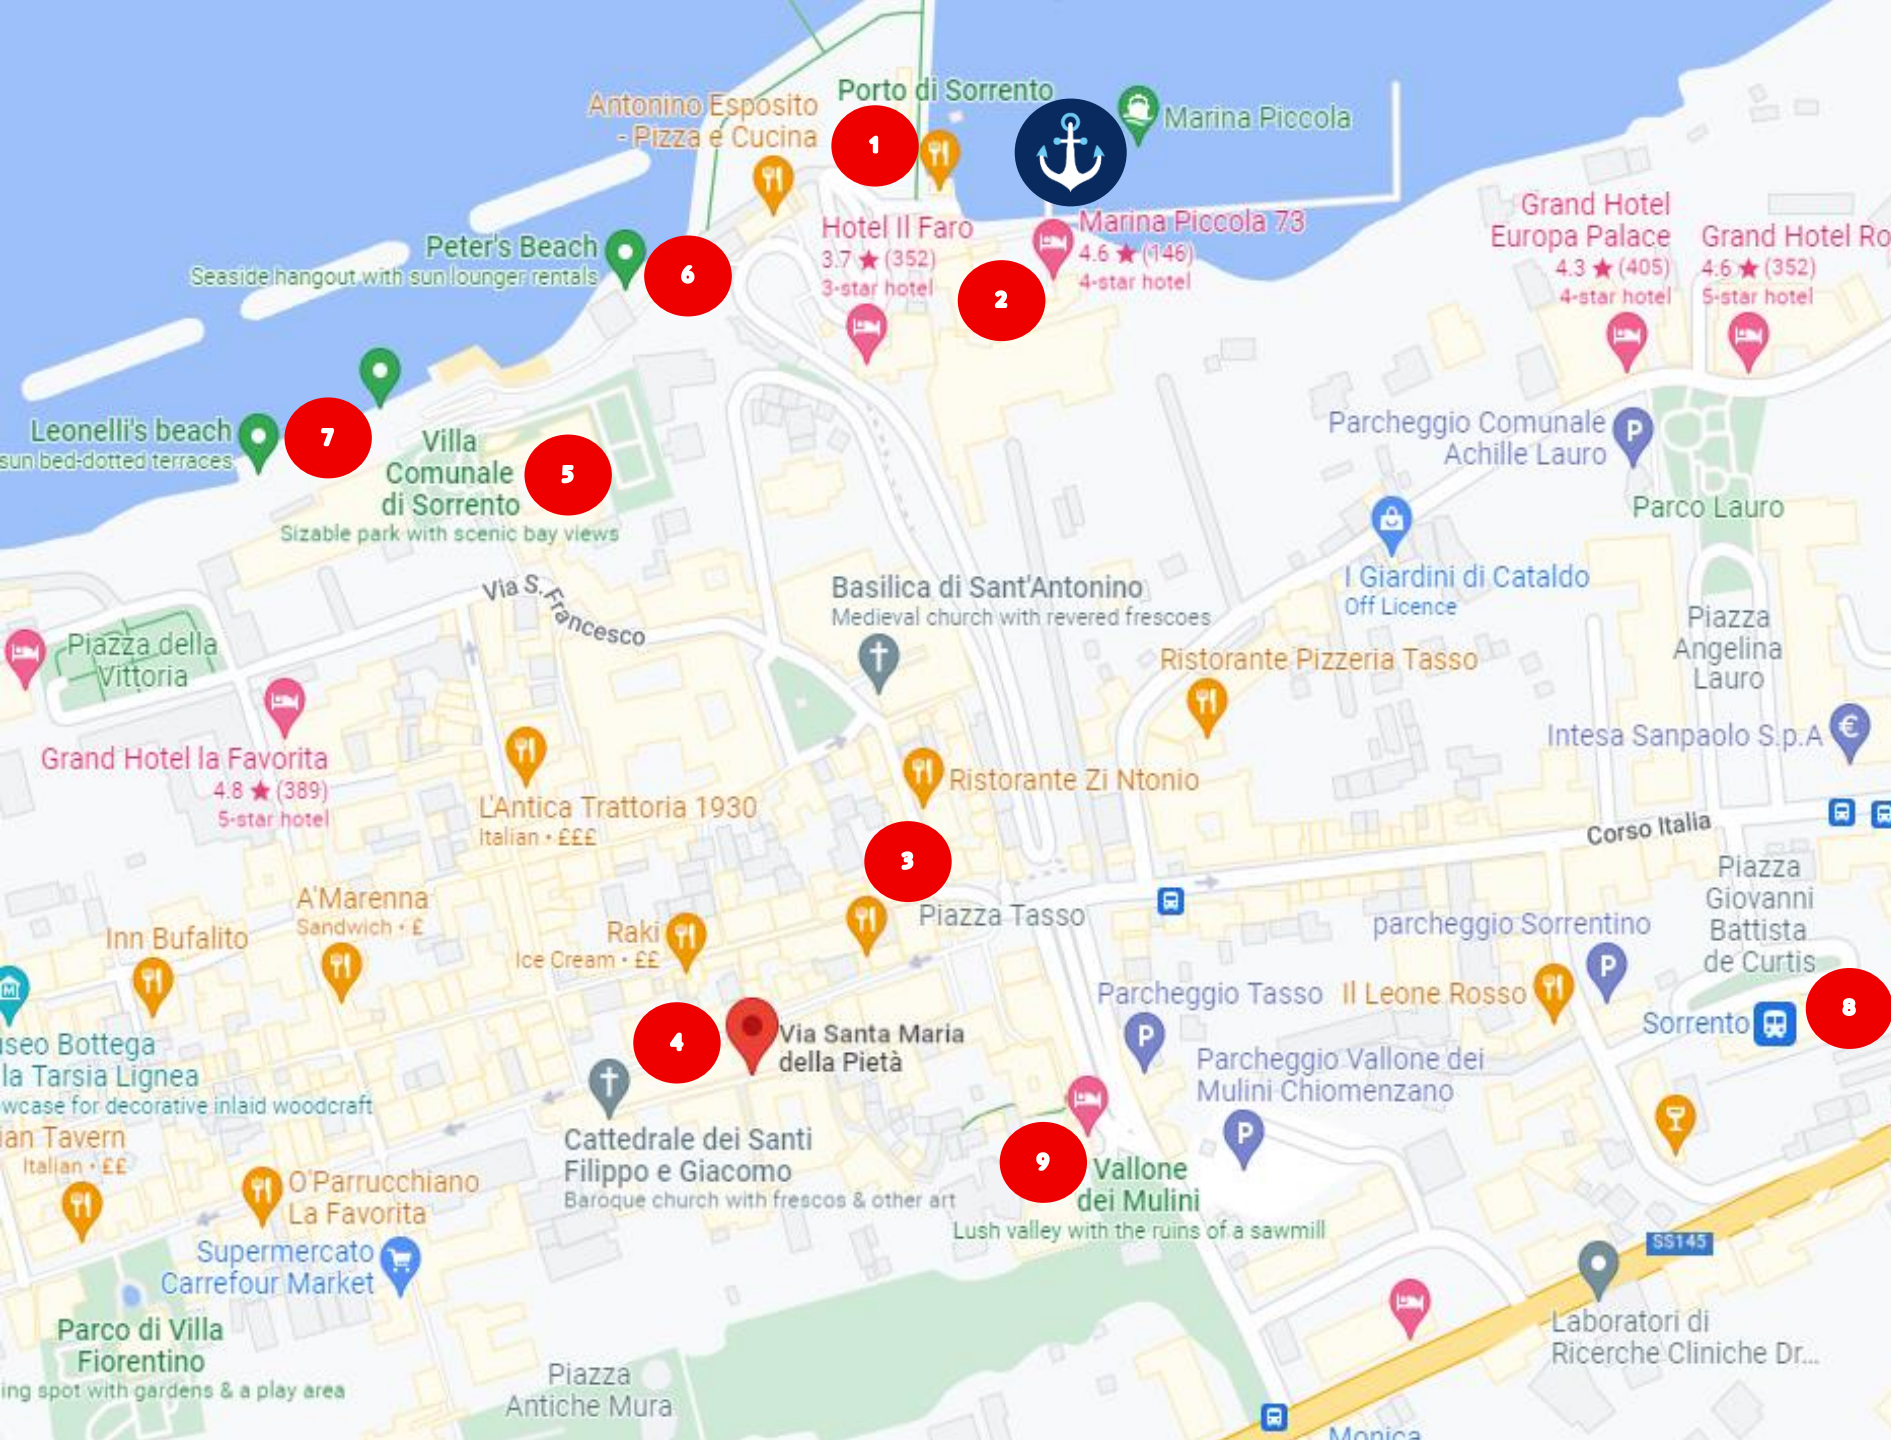 Porto di Sorrento
Antonino Esposito
- Pizza e Cucina
1
Marina Piccola
Hotel Il Faro
3.7 ★ (352)
3-star hotel
Marina Piccola 73
4.6 ★ (146)
4-star hotel
2
Grand Hotel
Europa Palace
4.3 ★ (405)
4-star hotel
Grand Hotel Ro
4.6 ★ (352)
5-star hotel
Peter's Beach
Seaside hangout with sun lounger rentals
6
Leonelli's beach
sun bed-dotted terraces
7
Villa
Comunale
di Sorrento
Sizable park with scenic bay views
5
Parcheggio Comunale
Achille Lauro
P
Parco Lauro
I Giardini di Cataldo
Off Licence
Via S. Francesco
Basilica di Sant'Antonino
Medieval church with revered frescoes
Piazza
Angelina
Lauro
Piazza della
Vittoria
Ristorante Pizzeria Tasso
Intesa Sanpaolo S.p.A
€
Grand Hotel la Favorita
4.8 ★ (389)
5-star hotel
L'Antica Trattoria 1930
Italian • £££
Ristorante Zi Ntonio
Corso Italia
3
Piazza Tasso
Piazza
Giovanni
Battista
de Curtis
A'Marenna
Sandwich • £
Inn Bufalito
Raki
Ice Cream • ££
parcheggio Sorrentino
P
Parcheggio Tasso
P
Il Leone Rosso
Sorrento
8
4
Via Santa Maria
della Pietà
M
seo Bottega
la Tarsia Lignea
wcase for decorative inlaid woodcraft
Parcheggio Vallone dei
Mulini Chiomenzano
P
Cattedrale dei Santi
Filippo e Giacomo
Baroque church with frescos & other art
9
Vallone
dei Mulini
Lush valley with the ruins of a sawmill
ian Tavern
Italian • ££
O'Parrucchiano
La Favorita
Supermercato
Carrefour Market
SS145
Laboratori di
Ricerche Cliniche Dr...
Parco di Villa
Fiorentino
ing spot with gardens & a play area
Piazza
Antiche Mura
Monica